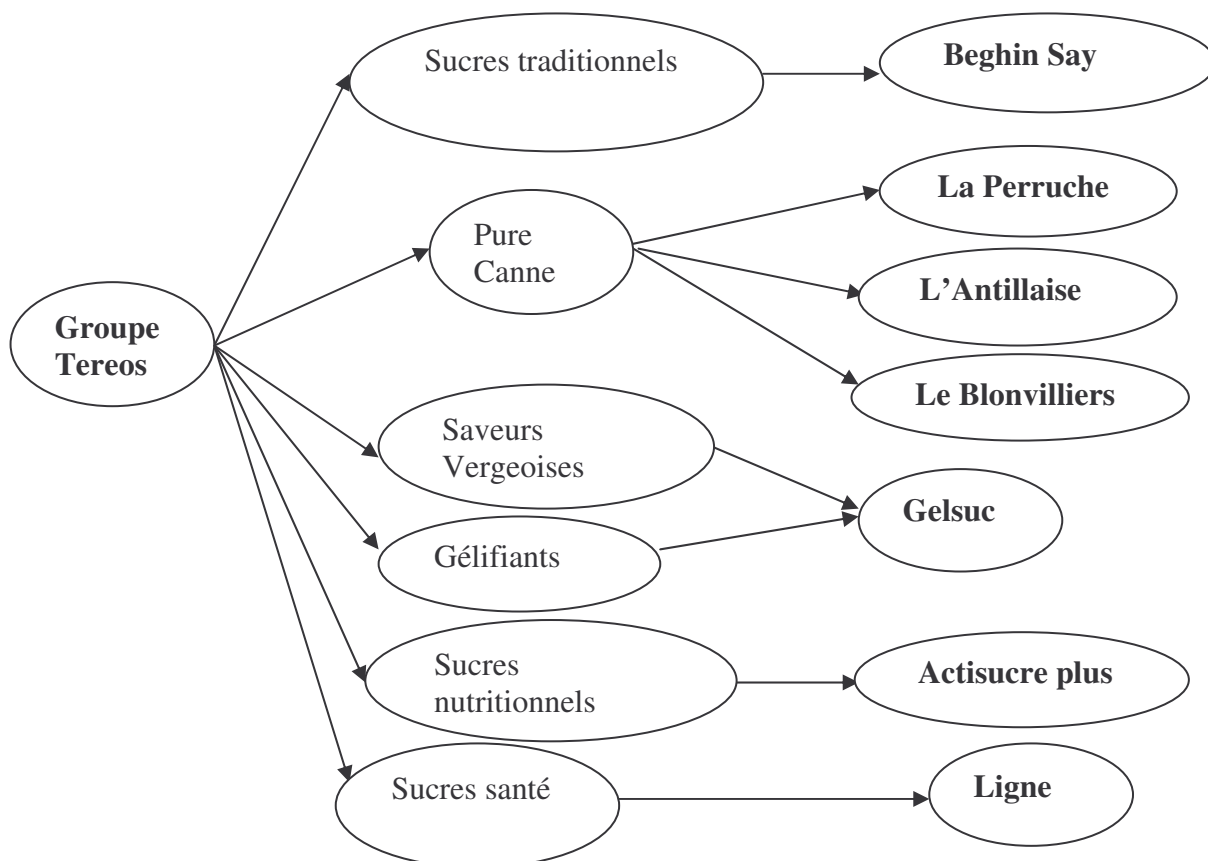 Sucres traditionnels
Beghin Say
La Perruche
Pure
Canne
L’Antillaise
Groupe
Tereos
Le Blonvilliers
Saveurs
Vergeoises
Gelsuc
Gélifiants
Sucres
nutritionnels
Actisucre plus
Sucres santé
Ligne